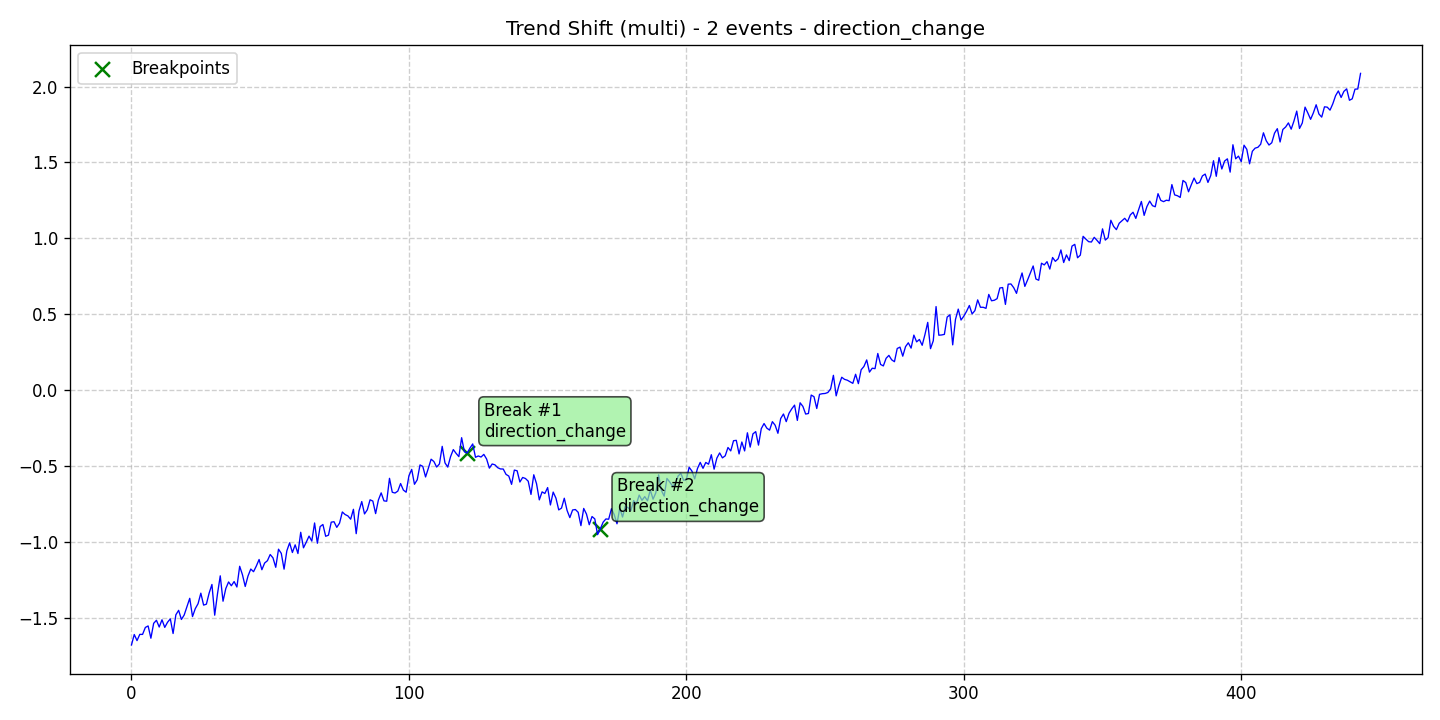 Trend Shift (multi) - 2 events - direction_change
Breakpoints
2.0
1.5
1.0
0.5
0.0
−0.5
−1.0
−1.5
Break #1
direction_change
Break #2
direction_change
0
100
200
300
400